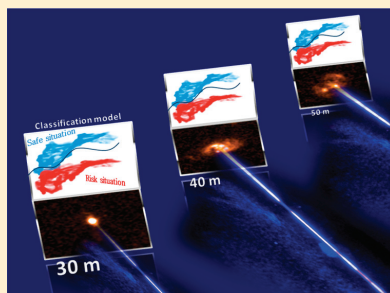 Classification model
Safe situation
Risk situation
30 m
40 m
50 m